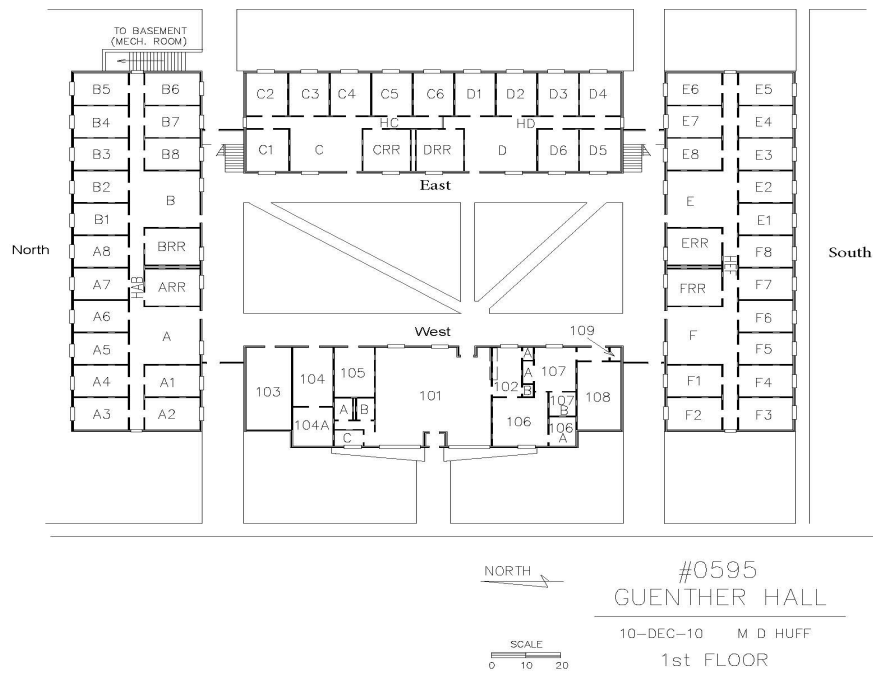 TO BASEMENT
(MECH. ROOM)
B5 B6 C2 C3 C4 C5 C6 D1 D2 D3 D4 E6 E5
B4 B7 HC HD E7 E4
B3 B8 C1 C CRR DRR D D6 D5 E8 E3
B2 East E2
B E
B1 E1
North A8 BRR ERR F8 South
A7 HAB ARR FRR HEF F7
A6 F6
West 109
A F
A5 105 A 107 F5
104 102 A
A4 A1 103 101 B 108 F1 F4
A3 A2 A B 107 B F2 F3
104A 106 106 A
C
NORTH
#0595
GUENTHER HALL
10-DEC-10 M D HUFF
SCALE
0 10 20
1st FLOOR